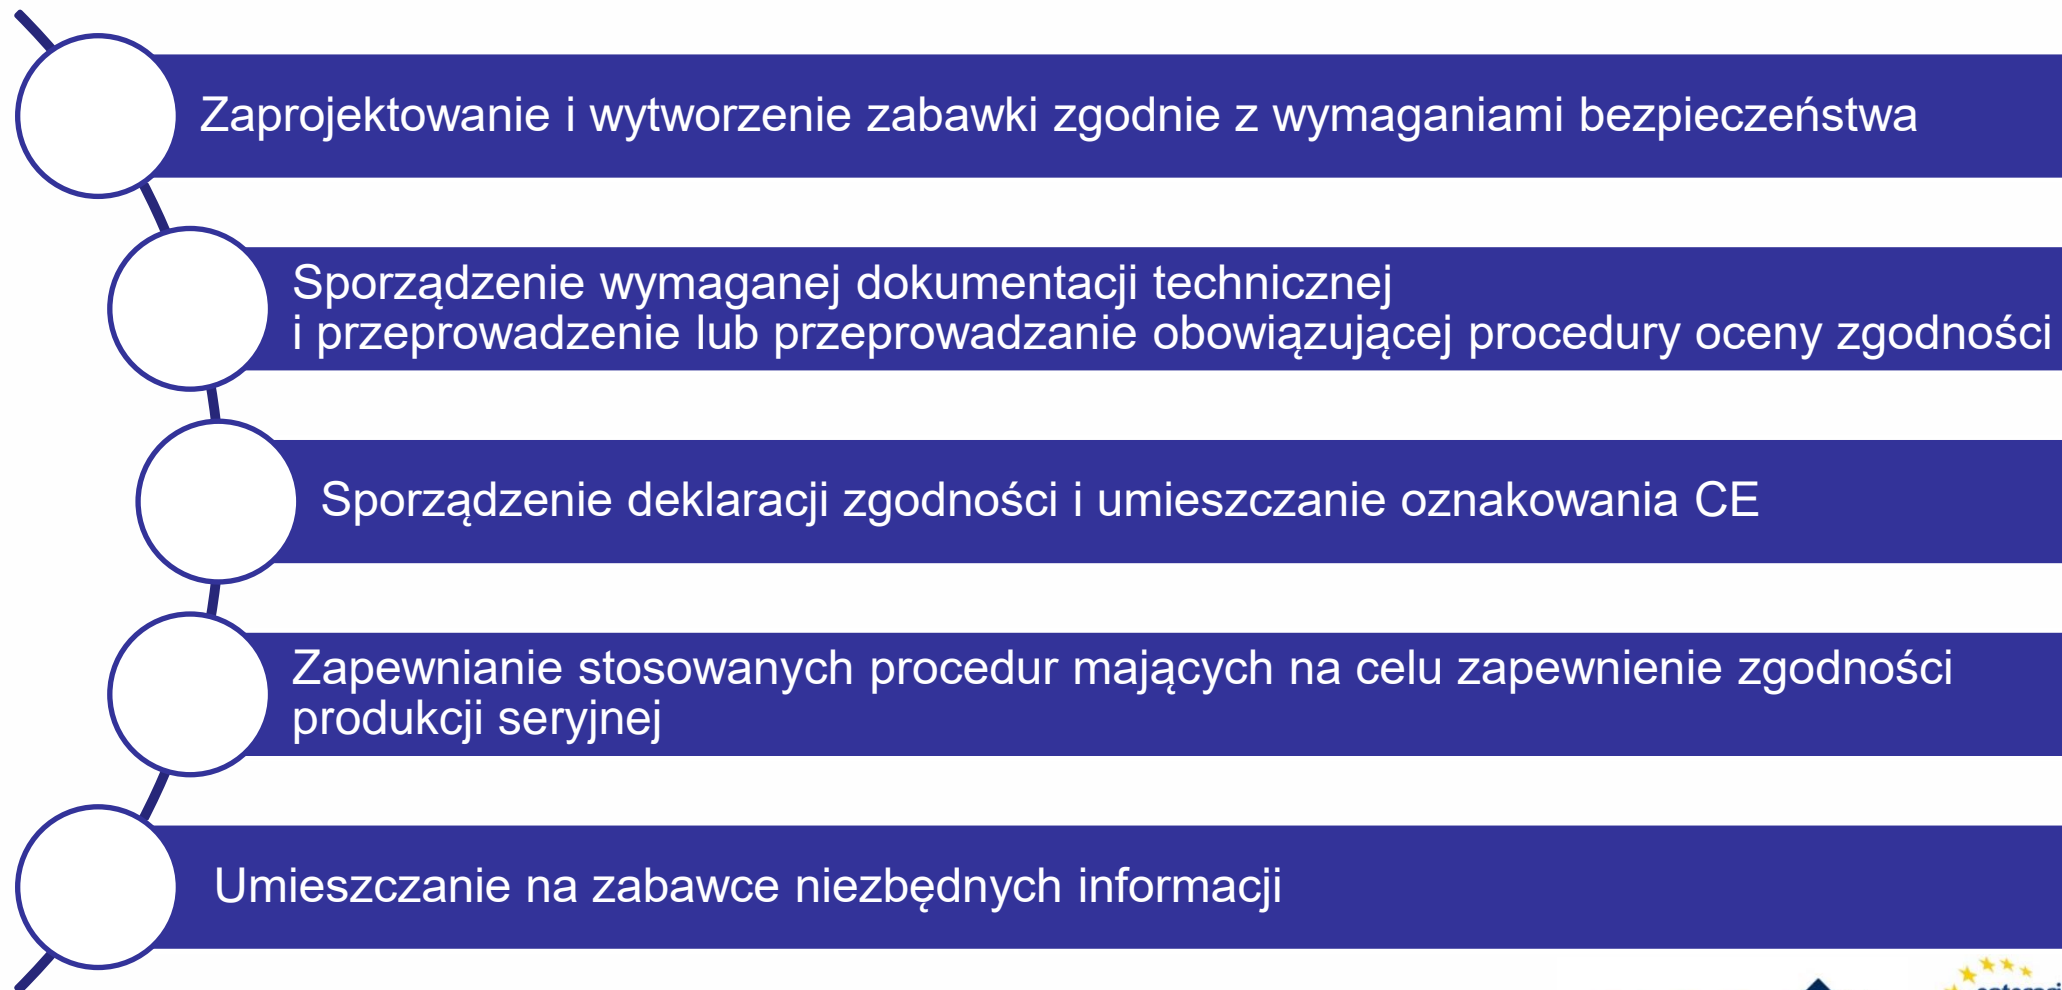 Zaprojektowanie i wytworzenie zabawki zgodnie z wymaganiami bezpieczeństwa
Sporządzenie wymaganej dokumentacji technicznej
i przeprowadzenie lub przeprowadzanie obowiązującej procedury oceny zgodności
Sporządzenie deklaracji zgodności i umieszczanie oznakowania CE
Zapewnianie stosowanych procedur mających na celu zapewnienie zgodności
produkcji seryjnej
Umieszczanie na zabawce niezbędnych informacji